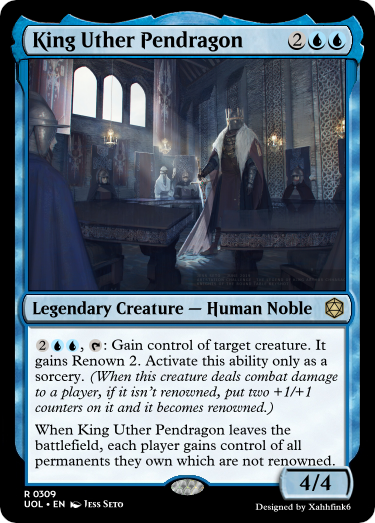 King Uther Pendragon 2
Legendary Creature — Human Noble
2, : Gain control of target creature. It
gains Renown 2. Activate this ability only as a
sorcery. (When this creature deals combat damage
to a player, if it isn't renowned, put two +1/+1
counters on it and it becomes renowned.)
When King Uther Pendragon leaves the
battlefield, each player gains control of all
permanents they own which are not renowned.
4/4
R 0309
UOL • EN Jess Seto
Designed by Xahhfink6